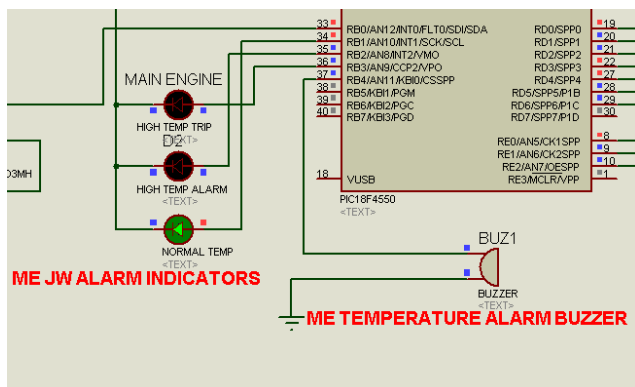 33
RB0/AN12/INT0/FLT0/SDI/SDA
RD0/SPP0
19
34
RB1/AN10/INT1/SCK/SCL
RD1/SPP1
20
35
RB2/AN8/INT2/VMO
RD2/SPP2
21
36
RB3/AN9/CCP2/VPO
RD3/SPP3
22
37
RB4/AN11/KBI0/CSSPP
RD4/SPP4
27
38
RB5/KBI1/PGM
RD5/SPP5/P1B
28
39
RB6/KBI2/PGC
RD6/SPP6/P1C
29
40
RB7/KBI3/PGD
RD7/SPP7/P1D
30
RE0/AN5/CK1SPP
8
RE1/AN6/CK2SPP
9
RE2/AN7/OESPP
10
18
VUSB
RE3/MCLR/VPP
1
PIC18F4550
<TEXT>
MAIN ENGINE
HIGH TEMP TRIP
<TEXT>
D2
HIGH TEMP ALARM
<TEXT>
NORMAL TEMP
<TEXT>
03MH
ME JW ALARM INDICATORS
BUZ1
BUZZER
<TEXT>
ME TEMPERATURE ALARM BUZZER